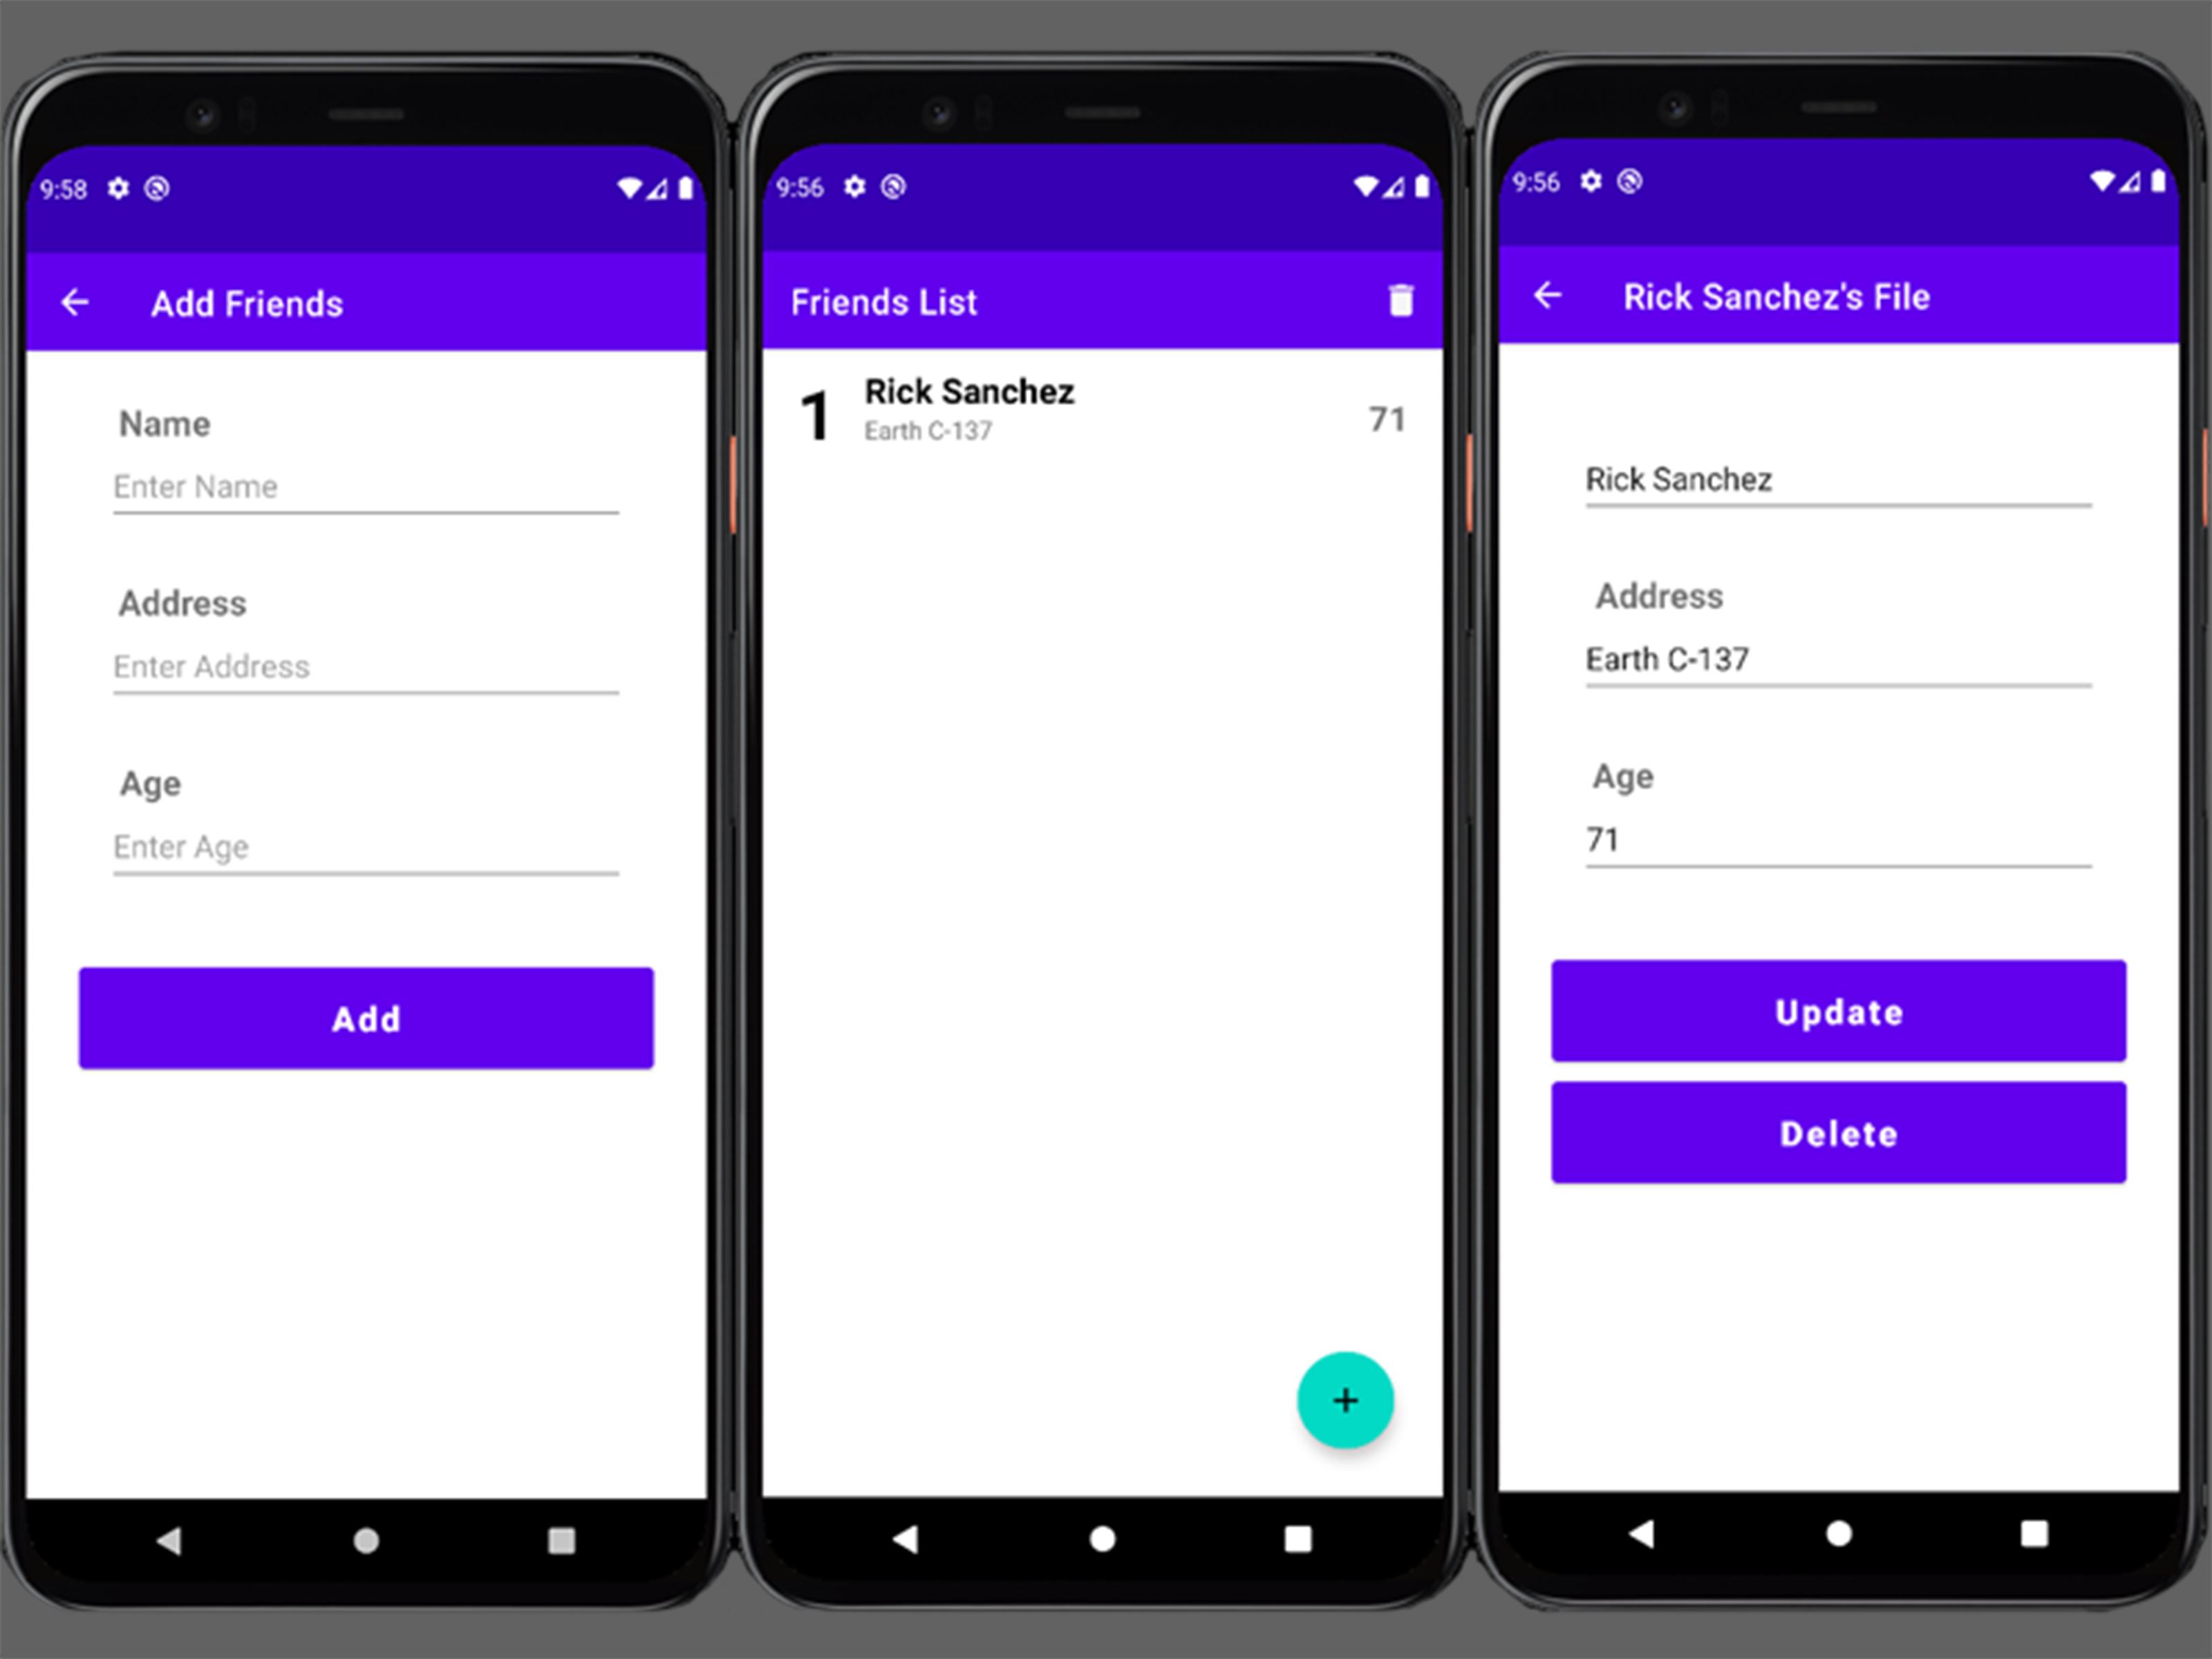 9:58
Add Friends
Name
Enter Name
Address
Enter Address
Age
Enter Age
Add
9:56
Friends List
1
Rick Sanchez
Earth C-137
71
+
9:56
Rick Sanchez's File
Rick Sanchez
Address
Earth C-137
Age
71
Update
Delete